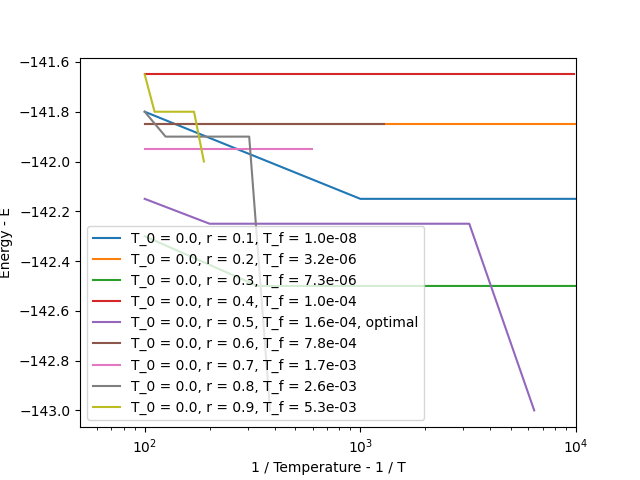 −141.6
−141.8
−142.0
−142.2
−142.4
−142.6
−142.8
−143.0
Energy - E
T_0 = 0.0, r = 0.1, T_f = 1.0e-08
T_0 = 0.0, r = 0.2, T_f = 3.2e-06
T_0 = 0.0, r = 0.3, T_f = 7.3e-06
T_0 = 0.0, r = 0.4, T_f = 1.0e-04
T_0 = 0.0, r = 0.5, T_f = 1.6e-04, optimal
T_0 = 0.0, r = 0.6, T_f = 7.8e-04
T_0 = 0.0, r = 0.7, T_f = 1.7e-03
T_0 = 0.0, r = 0.8, T_f = 2.6e-03
T_0 = 0.0, r = 0.9, T_f = 5.3e-03
10² 10³ 10⁴
1 / Temperature - 1 / T